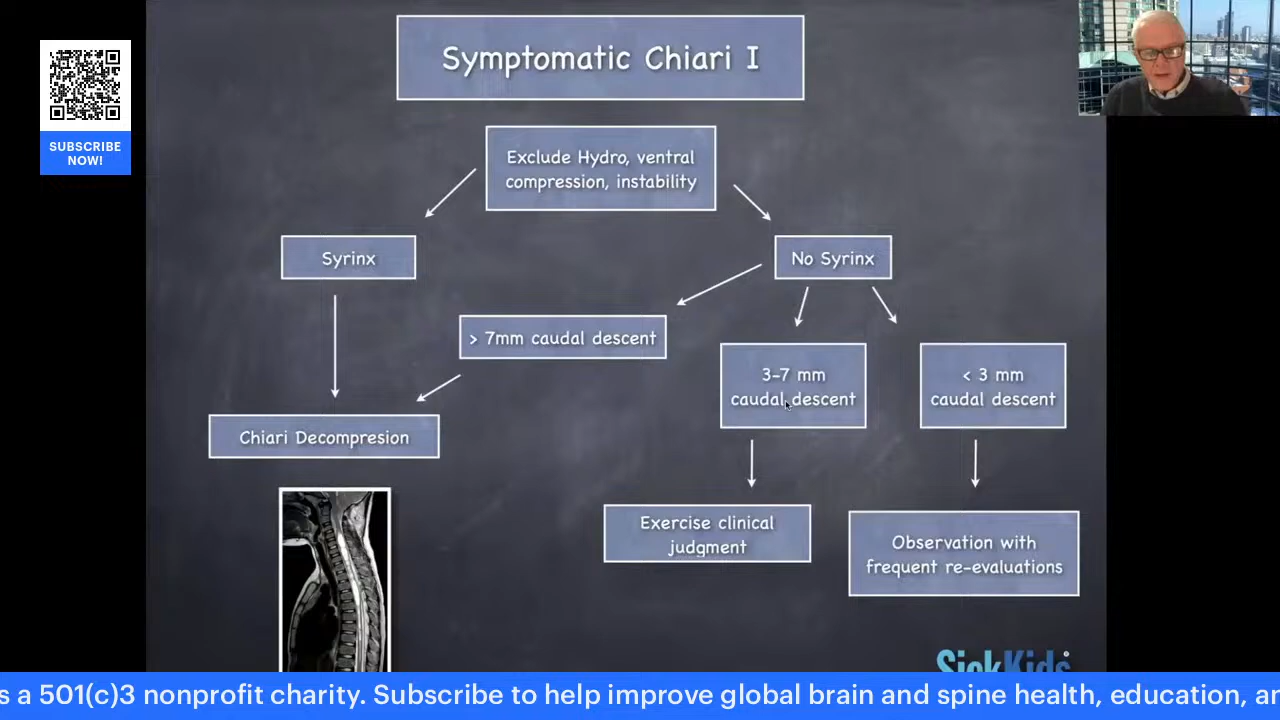 Symptomatic Chiari I
SUBSCRIBE
NOW!
Exclude Hydro, ventral
compression, instability
Syrinx
No Syrinx
> 7mm caudal descent
3-7 mm
caudal descent
< 3 mm
caudal descent
Chiari Decompresion
Exercise clinical
judgment
Observation with
frequent re-evaluations
SickKids
s a 501(c)3 nonprofit charity. Subscribe to help improve global brain and spine health, education, an